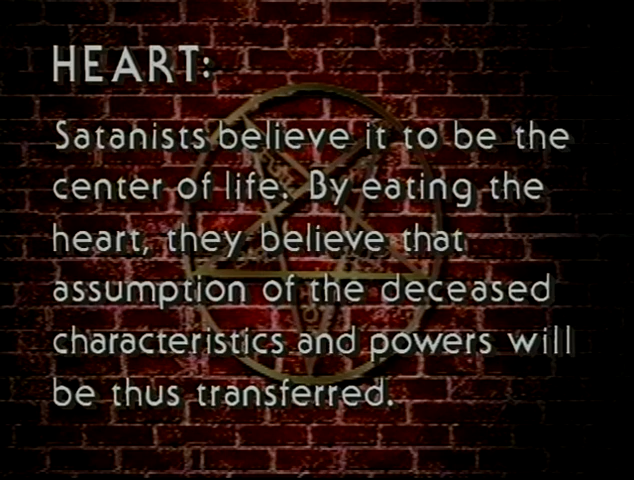 HEART:
Satanists believe it to be the
center of life. By eating the
heart, they believe that
assumption of the deceased
characteristics and powers will
be thus transferred.